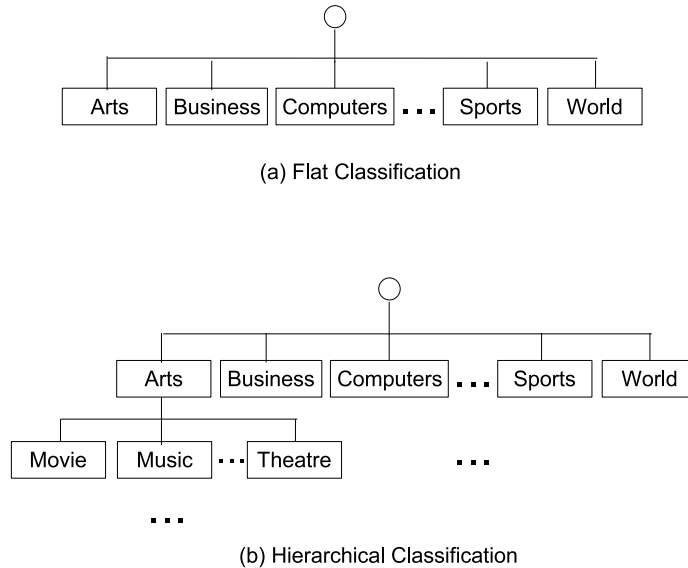 Arts Business Computers ... Sports World
(a) Flat Classification
Arts Business Computers ... Sports World
Movie Music ... Theatre ...
...
(b) Hierarchical Classification